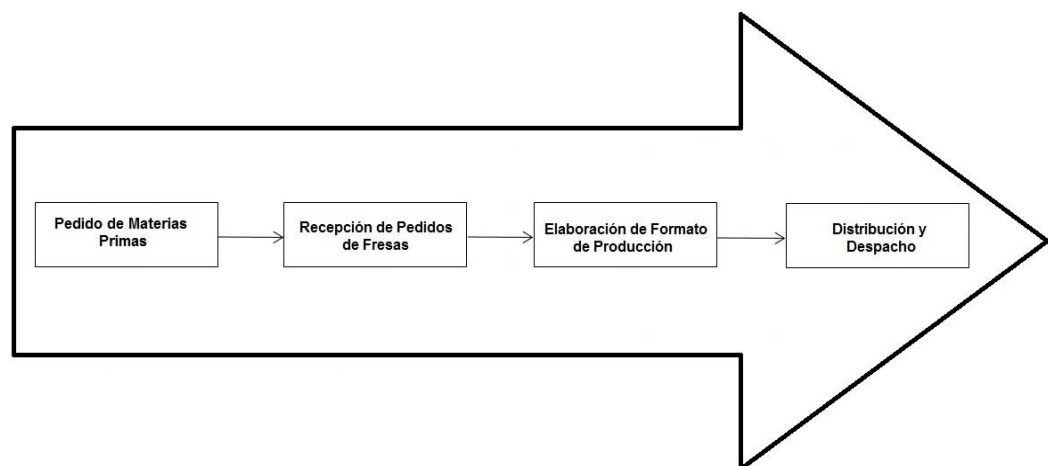 Pedido de Materias
Primas
Recepción de Pedidos
de Fresas
Elaboración de Formato
de Producción
Distribución y
Despacho